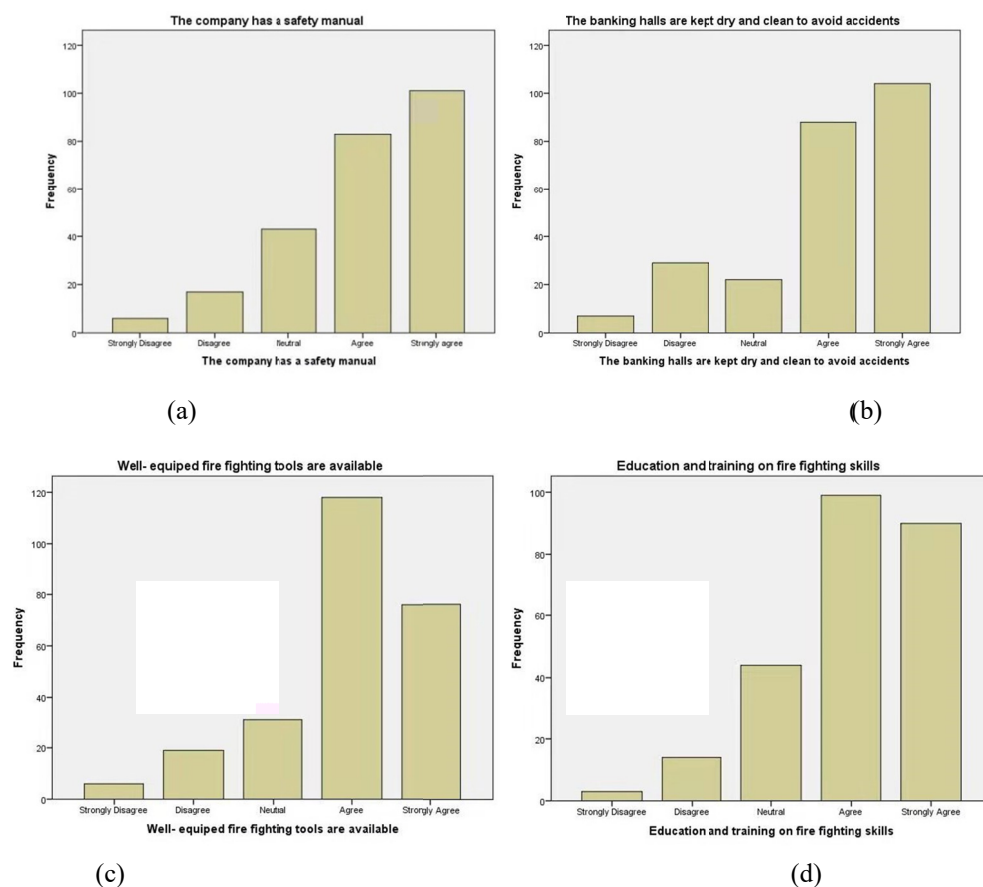 The company has a safety manual
120
100
80
60
40
20
0
Frequency
Strongly Disagree Disagree Neutral Agree Strongly agree
The company has a safety manual
(a)
The banking halls are kept dry and clean to avoid accidents
120
100
80
60
40
20
0
Frequency
Strongly Disagree Disagree Neutral Agree Strongly Agree
The banking halls are kept dry and clean to avoid accidents
(b)
Well- equiped fire fighting tools are available
120
100
80
60
40
20
0
Frequency
Strongly Disagree Disagree Neutral Agree Strongly Agree
Well- equiped fire fighting tools are available
(c)
Education and training on fire fighting skills
100
80
60
40
20
0
Frequency
Strongly Disagree Disagree Neutral Agree Strongly Agree
Education and training on fire fighting skills
(d)